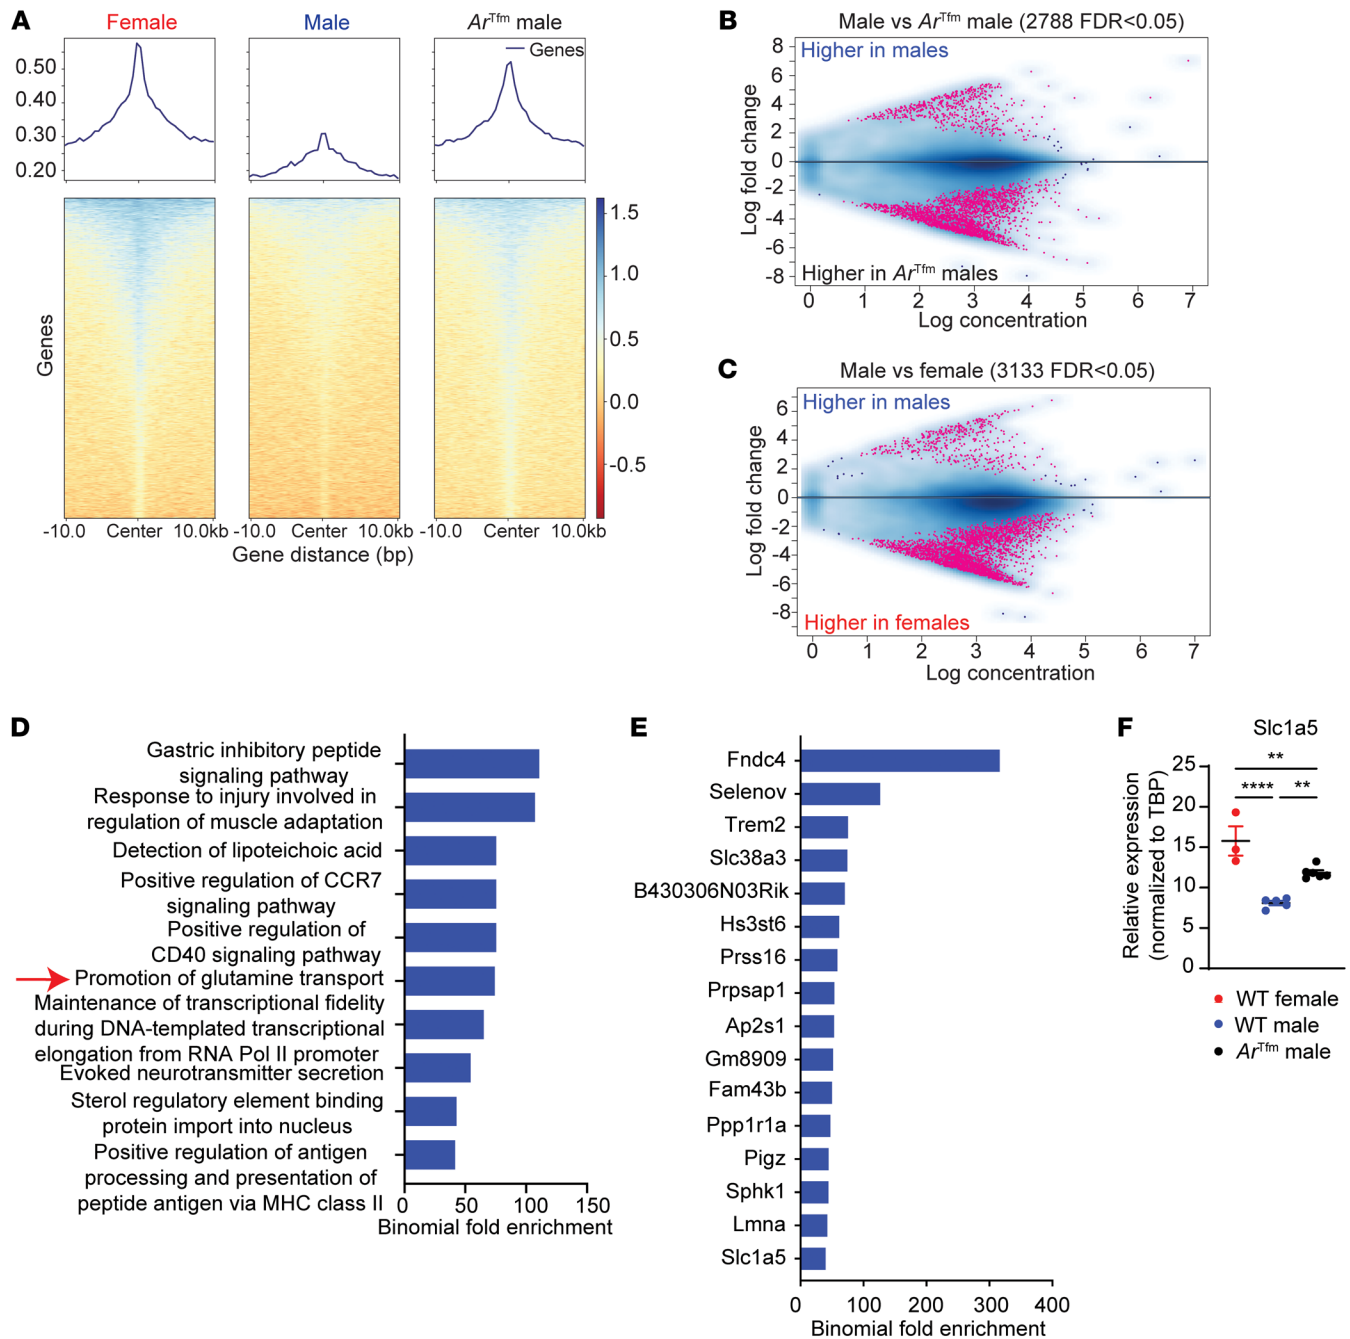 A
Female
Male
ArTfm male
Genes
0.50
0.40
0.30
0.20
Genes
1.5
1.0
0.5
0.0
-0.5
-10.0 Center 10.0kb
-10.0 Center 10.0kb
-10.0 Center 10.0kb
Gene distance (bp)
B
Male vs ArTfm male (2788 FDR<0.05)
Higher in males
Log fold change
8
6
4
2
0
-2
-4
-6
-8
Higher in ArTfm males
0 1 2 3 4 5 6 7
Log concentration
C
Male vs female (3133 FDR<0.05)
Higher in males
Log fold change
6
4
2
0
-2
-4
-6
-8
Higher in females
0 1 2 3 4 5 6 7
Log concentration
D
Gastric inhibitory peptide
signaling pathway
Response to injury involved in
regulation of muscle adaptation
Detection of lipoteichoic acid
Positive regulation of CCR7
signaling pathway
Positive regulation of
CD40 signaling pathway
Promotion of glutamine transport
Maintenance of transcriptional fidelity
during DNA-templated transcriptional
elongation from RNA Pol II promoter
Evoked neurotransmitter secretion
Sterol regulatory element binding
protein import into nucleus
Positive regulation of antigen
processing and presentation of
peptide antigen via MHC class II
0 50 100 150
Binomial fold enrichment
E
Fndc4
Selenov
Trem2
Slc38a3
B430306N03Rik
Hs3st6
Prss16
Prpsap1
Ap2s1
Gm8909
Fam43b
Ppp1r1a
Pigz
Sphk1
Lmna
Slc1a5
0 100 200 300 400
Binomial fold enrichment
F
Slc1a5
**
**** **
Relative expression
(normalized to TBP)
25
20
15
10
5
0
WT female
WT male
ArTfm male